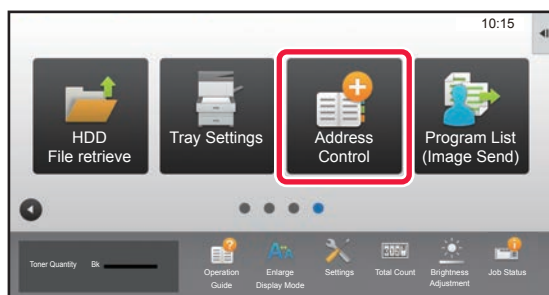 10:15
HDD
File retrieve
Tray Settings
Address
Control
Program List
(Image Send)
Toner Quantity Bk
Operation
Guide
Enlarge
Display Mode
Settings
Total Count
Brightness
Adjustment
Job Status